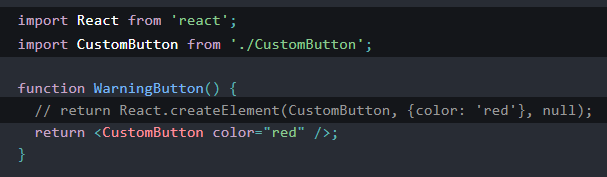 import React from 'react';
import CustomButton from './CustomButton';
function WarningButton() {
// return React.createElement(CustomButton, {color: 'red'}, null);
return <CustomButton color="red" />;
}